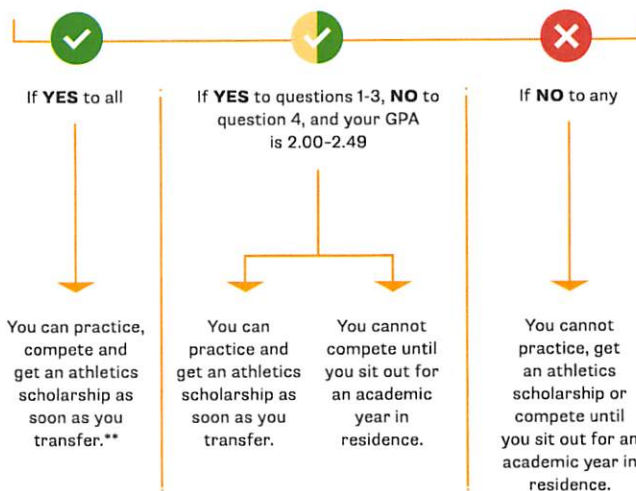 If YES to all
If YES to questions 1-3, NO to
question 4, and your GPA
is 2.00-2.49
If NO to any
You can practice,
compete and
get an athletics
scholarship as
soon as you
transfer.**
You can
practice and
get an athletics
scholarship as
soon as you
transfer.
You cannot
compete until
you sit out for
an academic
year in
residence.
You cannot
practice, get
an athletics
scholarship or
compete until
you sit out for an
academic year in
residence.